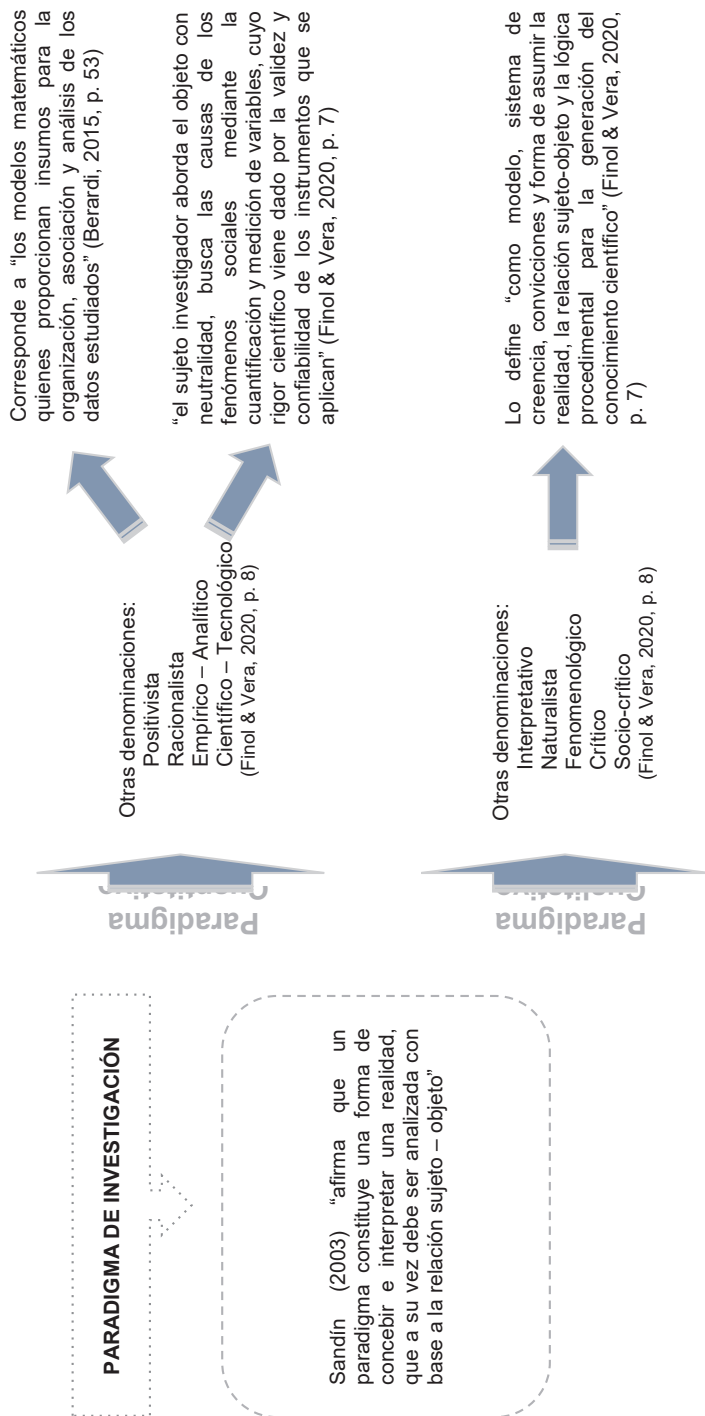 PARADIGMA DE INVESTIGACIÓN
Sandín (2003) “afirma que un
paradigma constituye una forma de
concebir e interpretar una realidad,
que a su vez debe ser analizada con
base a la relación sujeto – objeto”
Paradigma
Otras denominaciones:
Positivista
Racionalista
Empírico – Analítico
Científico – Tecnológico
(Finol & Vera, 2020, p. 8)
Corresponde a “los modelos matemáticos
quienes proporcionan insumos para la
organización, asociación y análisis de los
datos estudiados” (Berardi, 2015, p. 53)
“el sujeto investigador aborda el objeto con
neutralidad, busca las causas de los
fenómenos sociales mediante la
cuantificación y medición de variables, cuyo
rigor científico viene dado por la validez y
confiabilidad de los instrumentos que se
aplican” (Finol & Vera, 2020, p. 7)
Paradigma
Otras denominaciones:
Interpretativo
Naturalista
Fenomenológico
Crítico
Socio-crítico
(Finol & Vera, 2020, p. 8)
Lo define “como modelo, sistema de
creencia, convicciones y forma de asumir la
realidad, la relación sujeto-objeto y la lógica
procedimental para la generación del
conocimiento científico” (Finol & Vera, 2020,
p. 7)